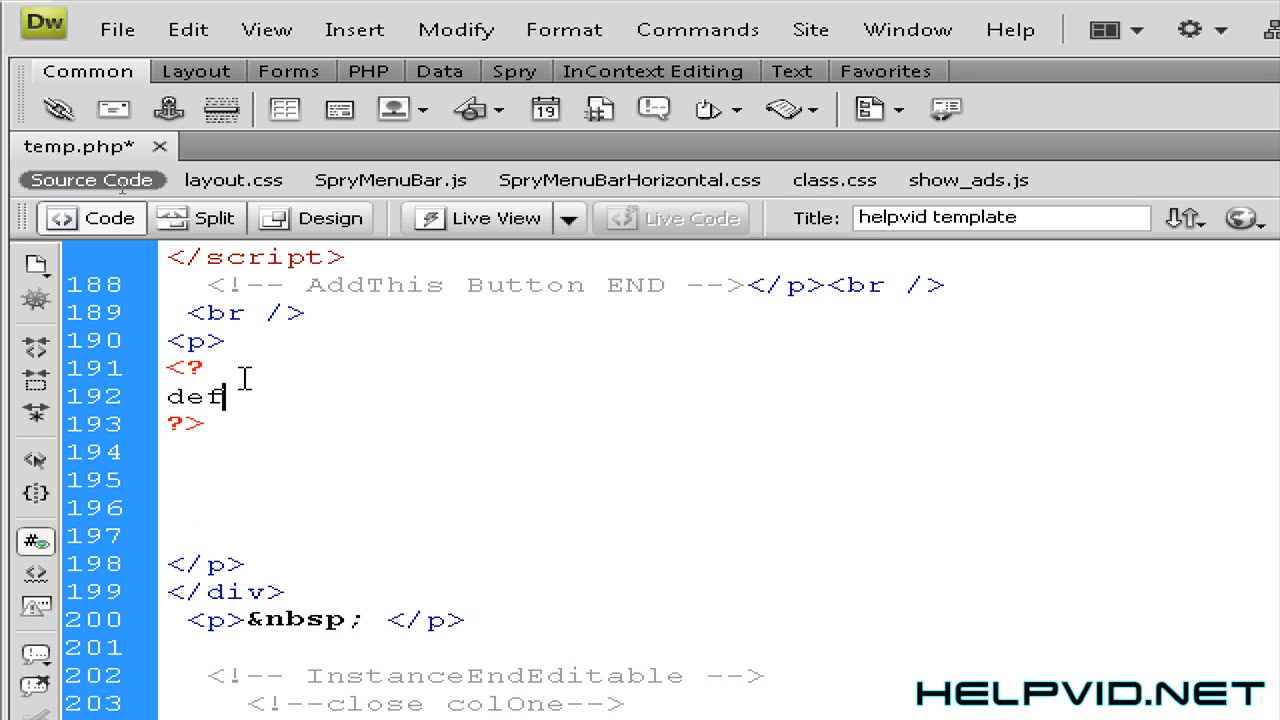 Dw File Edit View Insert Modify Format Commands Site Window Help
Common Layout Forms PHP Data Spry InContext Editing Text Favorites
19
temp.php* ×
Source Code layout.css SpryMenuBar.js SpryMenuBarHorizontal.css class.css show_ads.js
Code Split Design Live View Live Code Title: helpvid template
</script>
188 <!-- AddThis Button END --></p><br />
189 <br />
190 <p>
191 <?
192 def
193 ?>
194
195
196
197
198 </p>
199 </div>
200 <p>&nbsp; </p>
201
202 <!-- InstanceEndEditable -->
203 <!--close colOne-->
HELPVID.NET